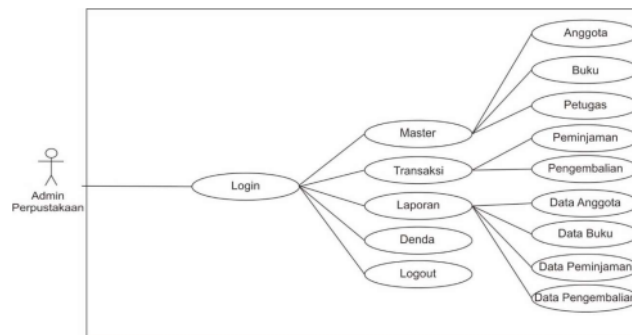 Anggota
Buku
Petugas
Master
Peminjaman
Transaksi
Pengembalian
Admin
Perpustakaan
Login
Laporan
Data Anggota
Data Buku
Denda
Data Peminjaman
Logout
Data Pengembalian